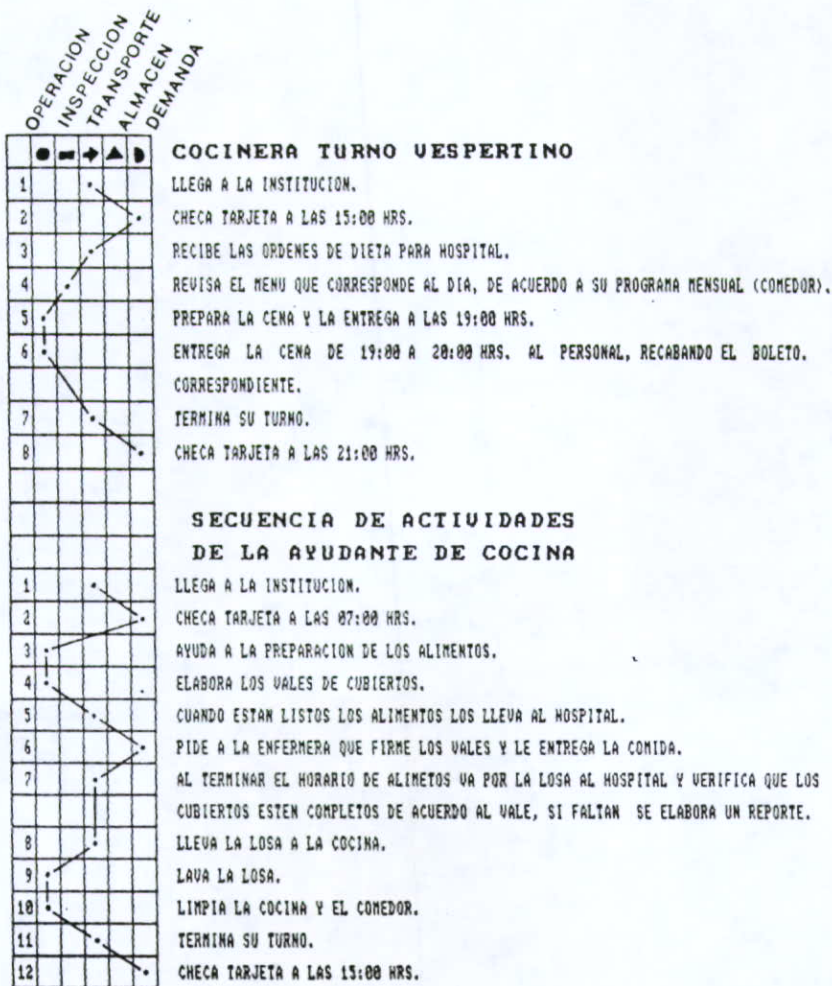 OPERACION
INSPECCION
TRANSPORTE
ALMACEN
DEMANDA
COCINERA TURNO VESPERTINO
1 LLEGA A LA INSTITUCION.
2 CHECA TARJETA A LAS 15:00 HRS.
3 RECIBE LAS ORDENES DE DIETA PARA HOSPITAL.
4 REVISA EL MENU QUE CORRESPONDE AL DIA, DE ACUERDO A SU PROGRAMA MENSUAL (COMEDOR).
5 PREPARA LA CENA Y LA ENTREGA A LAS 19:00 HRS.
6 ENTREGA LA CENA DE 19:00 A 20:00 HRS. AL PERSONAL, RECABANDO EL BOLETO.
CORRESPONDIENTE.
7 TERMINA SU TURNO.
8 CHECA TARJETA A LAS 21:00 HRS.
SECUENCIA DE ACTIVIDADES
DE LA AYUDANTE DE COCINA
1 LLEGA A LA INSTITUCION.
2 CHECA TARJETA A LAS 07:00 HRS.
3 AYUDA A LA PREPARACION DE LOS ALIMENTOS.
4 ELABORA LOS VALES DE CUBIERTOS.
5 CUANDO ESTAN LISTOS LOS ALIMENTOS LOS LLEVA AL HOSPITAL.
6 PIDE A LA ENFERMERA QUE FIRME LOS VALES Y LE ENTREGA LA COMIDA.
7 AL TERMINAR EL HORARIO DE ALIMETOS VA POR LA LOSA AL HOSPITAL Y VERIFICA QUE LOS
CUBIERTOS ESTEN COMPLETOS DE ACUERDO AL VALE, SI FALTAN SE ELABORA UN REPORTE.
8 LLEVA LA LOSA A LA COCINA.
9 LAVA LA LOSA.
10 LIMPIA LA COCINA Y EL COMEDOR.
11 TERMINA SU TURNO.
12 CHECA TARJETA A LAS 15:00 HRS.